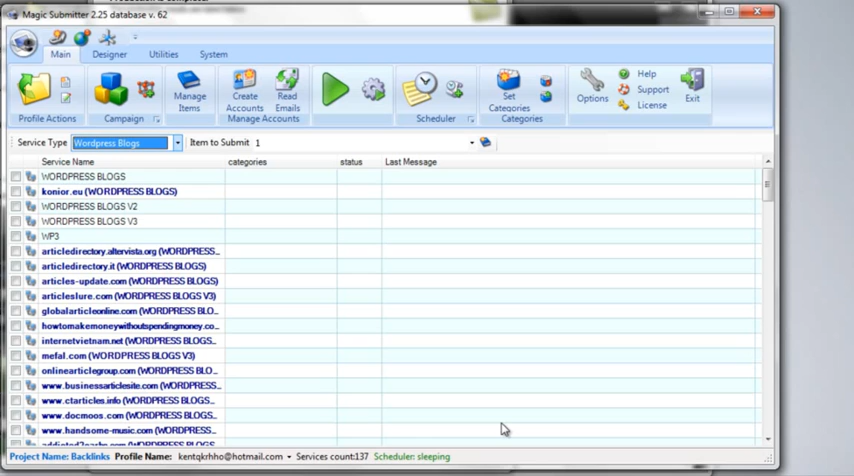 Magic Submitter 2.25 database v. 62
Main Designer Utilities System
Manage Items
Create Accounts
Read Emails
Set Categories
Options
Help
Support
License
Exit
Profile Actions Campaign Manage Accounts Scheduler Categories
Service Type Wordpress Blogs Item to Submit 1
Service Name categories status Last Message
WORDPRESS BLOGS
konior.eu (WORDPRESS BLOGS)
WORDPRESS BLOGS V2
WORDPRESS BLOGS V3
WP3
articledirectory.altervista.org (WORDPRESS...
articledirectory.it (WORDPRESS BLOGS)
articles-update.com (WORDPRESS BLOGS)
articleslure.com (WORDPRESS BLOGS V3)
globalarticleonline.com (WORDPRESS BLO...
howtomakemoneywithoutspendingmoney.co...
internetvietnam.net (WORDPRESS BLOGS)
mefal.com (WORDPRESS BLOGS V3)
onlinearticlegroup.com (WORDPRESS BLO...
www.businessarticlesite.com (WORDPRESS...
www.ctarticles.info (WORDPRESS BLOGS...
www.docmoos.com (WORDPRESS BLOGS...
www.handsome-music.com (WORDPRESS...
Project Name: Backlinks Profile Name: kentqkrhho@hotmail.com Services count:137 Scheduler: sleeping